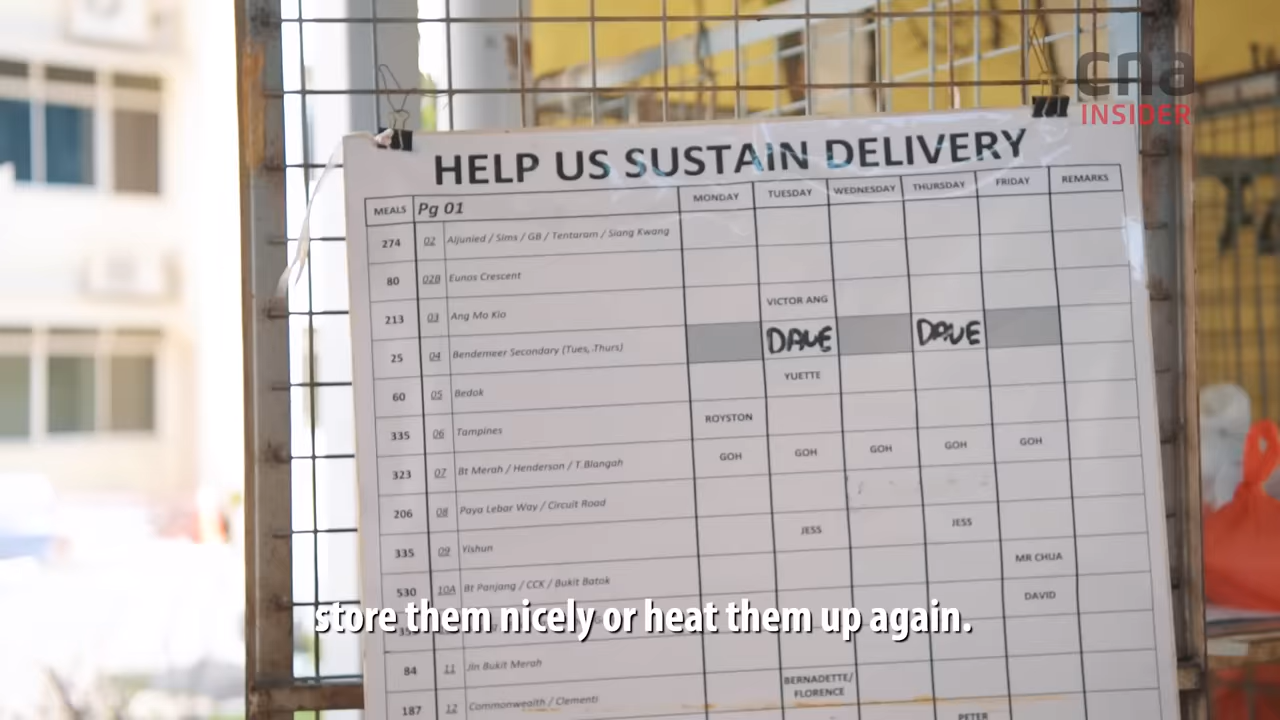 cna
INSIDER
HELP US SUSTAIN DELIVERY
MEALS Pg 01 MONDAY TUESDAY WEDNESDAY THURSDAY FRIDAY REMARKS
274 02 Aljunied / Sims / GB / Tentaram / Siang Kwang
80 02B Eunos Crescent
213 03 Ang Mo Kio VICTOR ANG
25 04 Bendemeer Secondary (Tues, Thurs) DAVE DAVE
60 05 Bedok YUETTE
335 06 Tampines ROYSTON
323 07 Bt Merah / Henderson / T.Blangah GOH GOH GOH GOH GOH
206 08 Paya Lebar Way / Circuit Road
335 09 Yishun JESS JESS
530 10A Bt Panjang / CCK / Bukit Batok MR CHUA
DAVID
store them nicely or heat them up again.
84 11 Jln Bukit Merah
187 12 Commonwealth / Clementi BERNADETTE/
FLORENCE
PETER